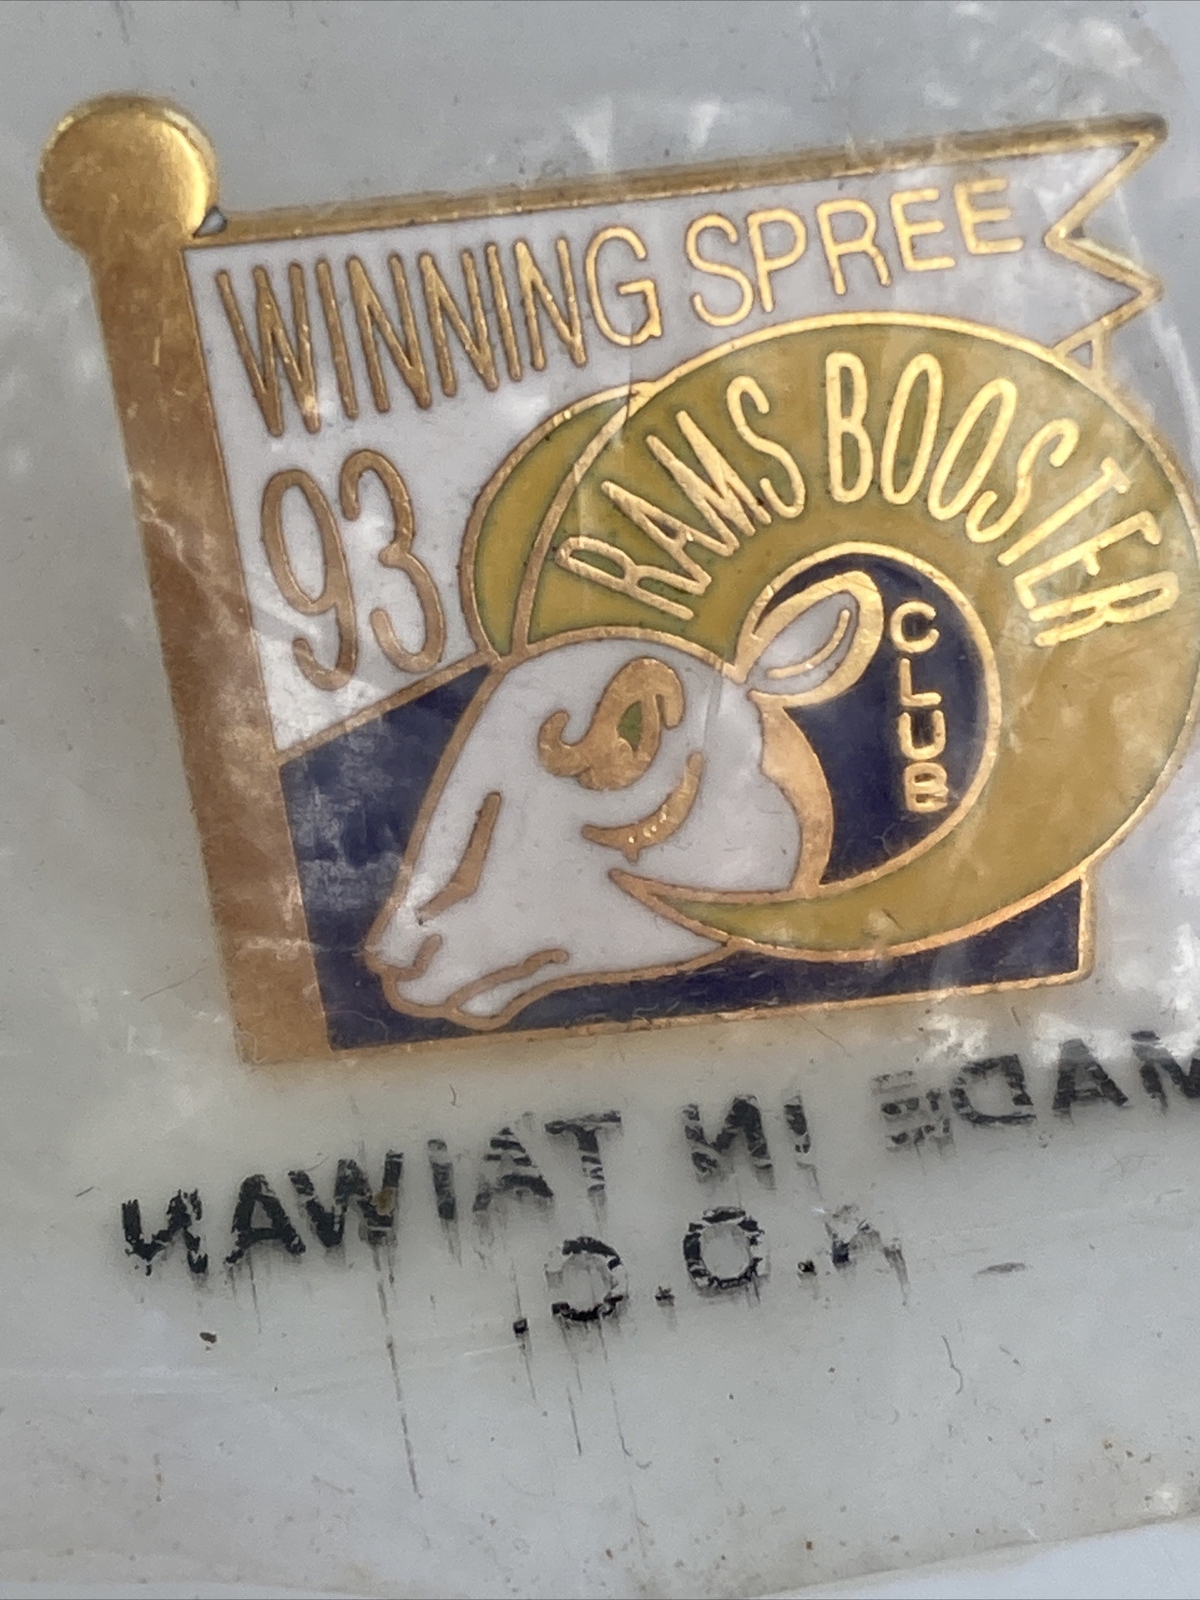 WINNING SPREE
93
RAMS BOOSTER
CLUB
MADE IN TAIWAN
R.O.C.